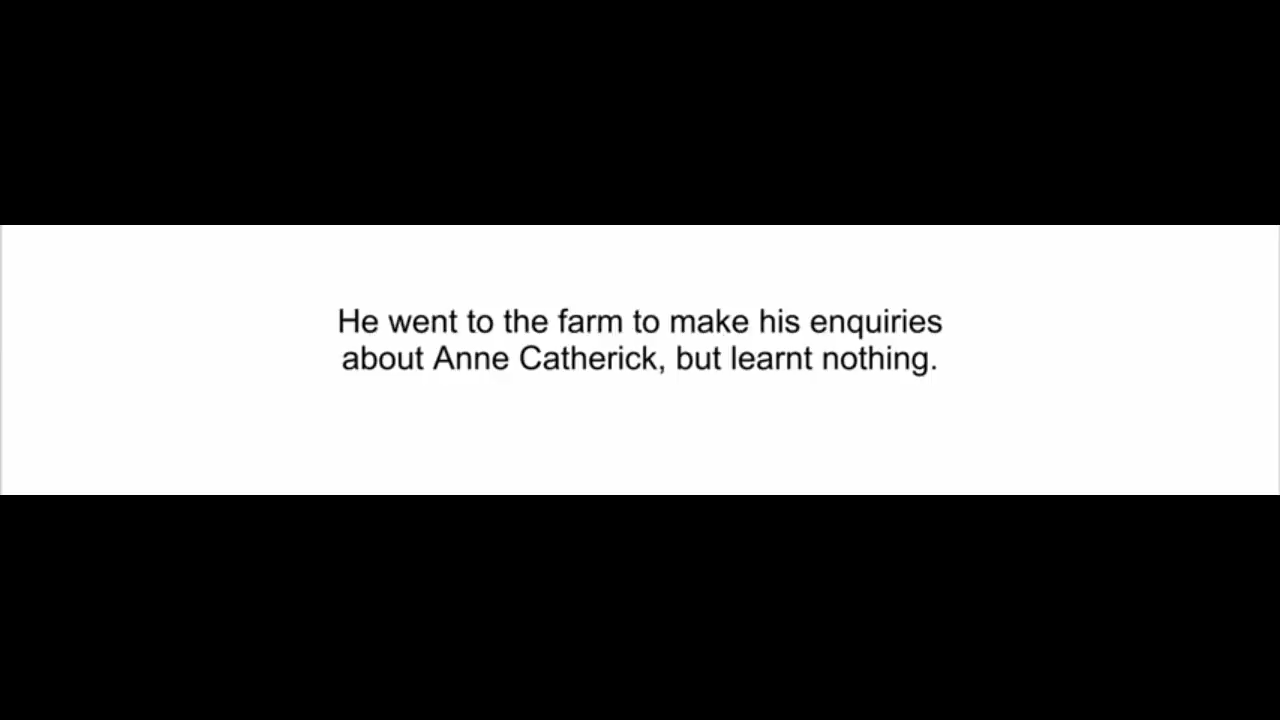 He went to the farm to make his enquiries
about Anne Catherick, but learnt nothing.